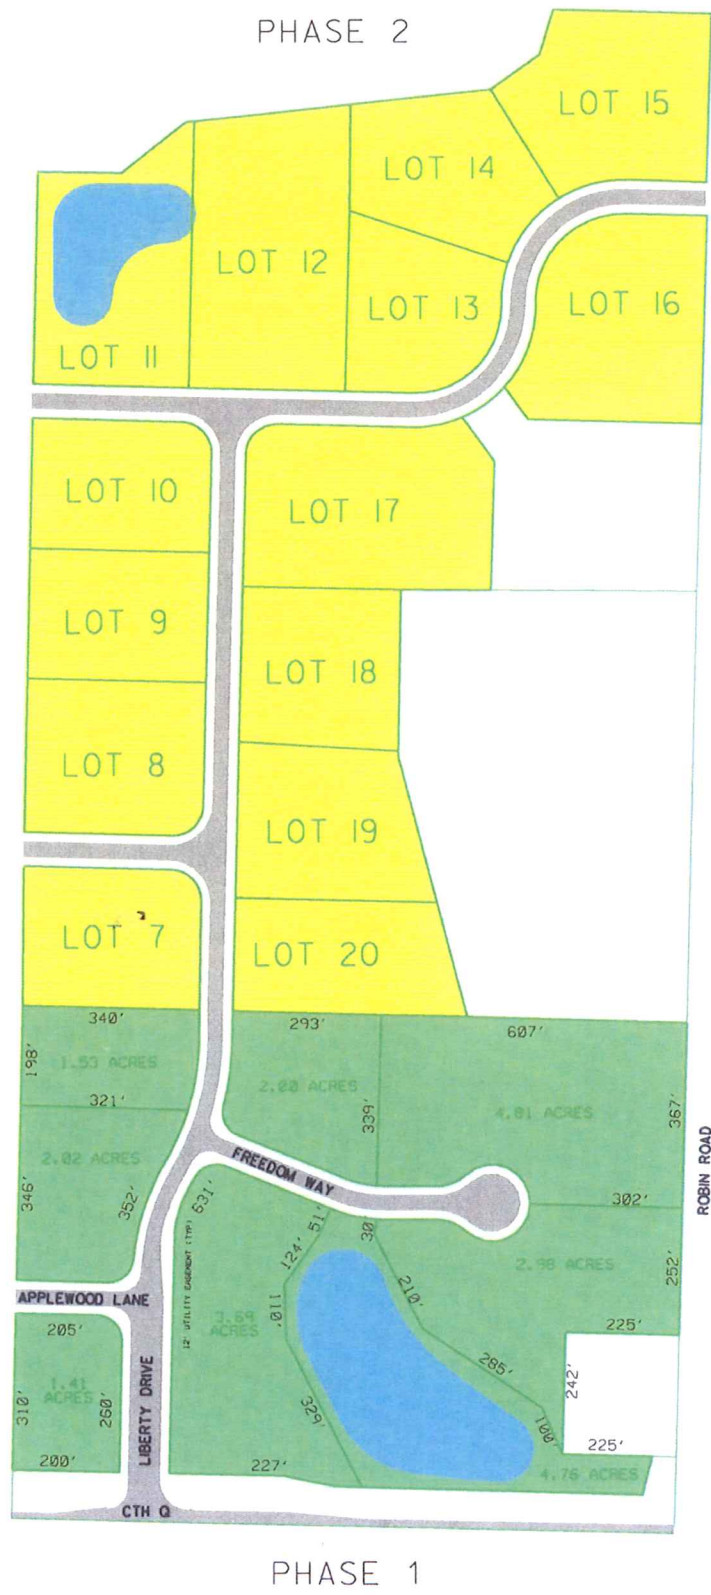 PHASE 2
LOT 15
LOT 14
LOT 12
LOT 13
LOT 16
LOT 11
LOT 10
LOT 17
LOT 9
LOT 18
LOT 8
LOT 19
LOT 7
LOT 20
340'
293'
607'
198'
1.53 ACRES
2.00 ACRES
339'
4.81 ACRES
367'
321'
2.02 ACRES
346'
352'
FREEDOM WAY
631'
51'
30'
302'
ROBIN ROAD
124'
210'
2.98 ACRES
252'
12' UTILITY EASEMENT (TYP)
APPLEWOOD LANE
3.69
ACRES
110'
205'
225'
285'
242'
1.41
ACRES
310'
260'
LIBERTY DRIVE
329'
100'
225'
200'
227'
4.76 ACRES
CTH Q
PHASE 1